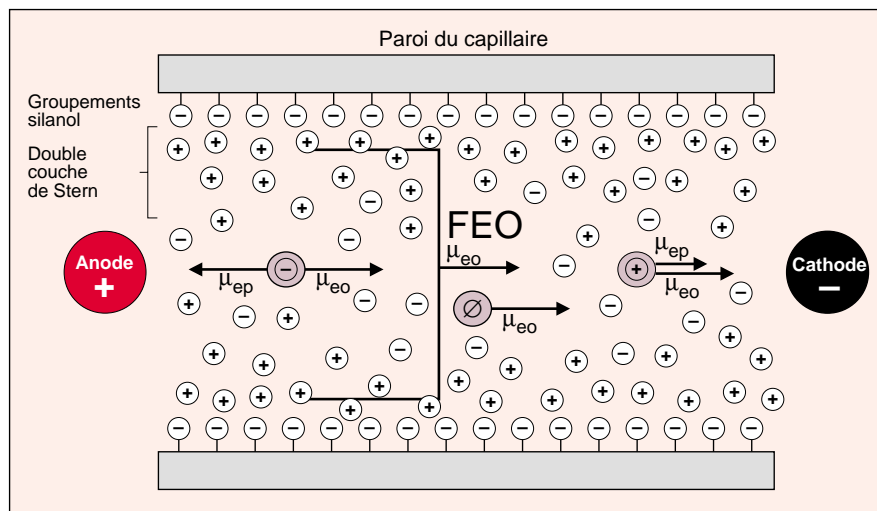 Paroi du capillaire
Groupements
silanol
Double
couche
de Stern
FEO
μeo
μep
μeo
Anode
+
μep
μeo
Cathode
−
μeo